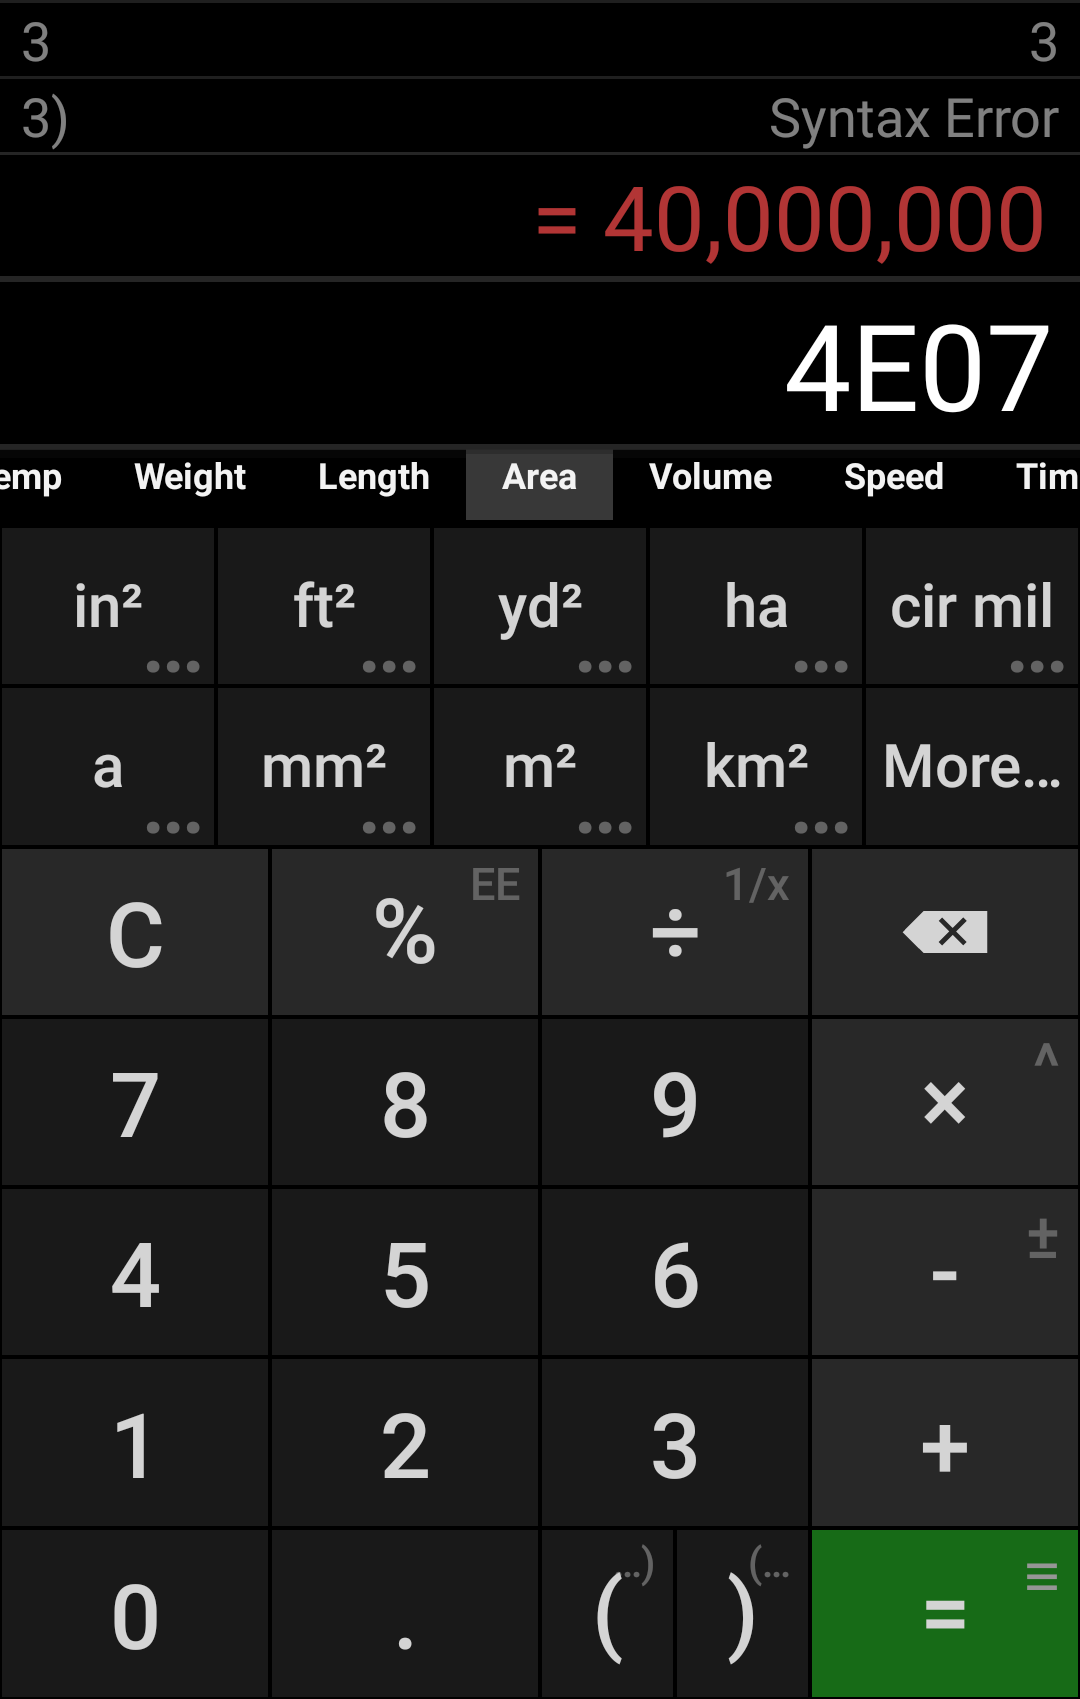 3 3
3) Syntax Error
= 40,000,000
4E07
emp Weight Length Area Volume Speed Tim
in² ft² yd² ha cir mil
a mm² m² km² More...
C % EE ÷ 1/x
7 8 9 × ^
4 5 6 - ±
1 2 3 +
0 . ( ..) ) (... = ≡